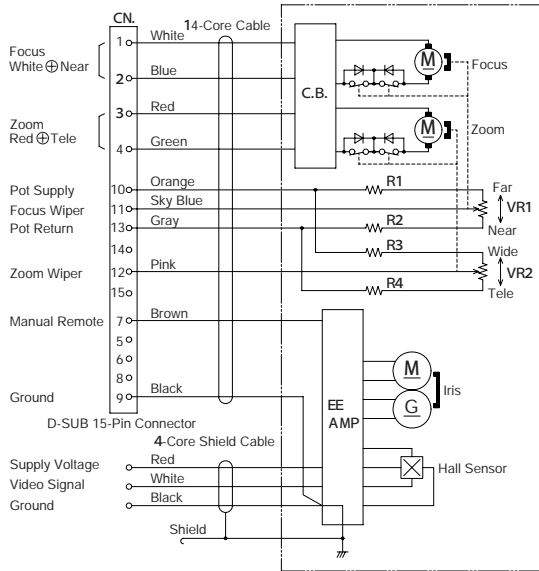 CN.
14-Core Cable
Focus
White ⊕ Near
1
White
2
Blue
C.B.
M
Focus
Zoom
Red ⊕ Tele
3
Red
4
Green
M
Zoom
Pot Supply
10
Orange
R1
Far
Focus Wiper
11
Sky Blue
VR1
Pot Return
13
Gray
R2
Near
14
R3
Wide
Zoom Wiper
12
Pink
VR2
15
R4
Tele
Manual Remote
7
Brown
5
6
8
M
G
Iris
Ground
9
Black
EE
AMP
D-SUB 15-Pin Connector
4-Core Shield Cable
Supply Voltage
Red
Hall Sensor
Video Signal
White
Ground
Black
Shield